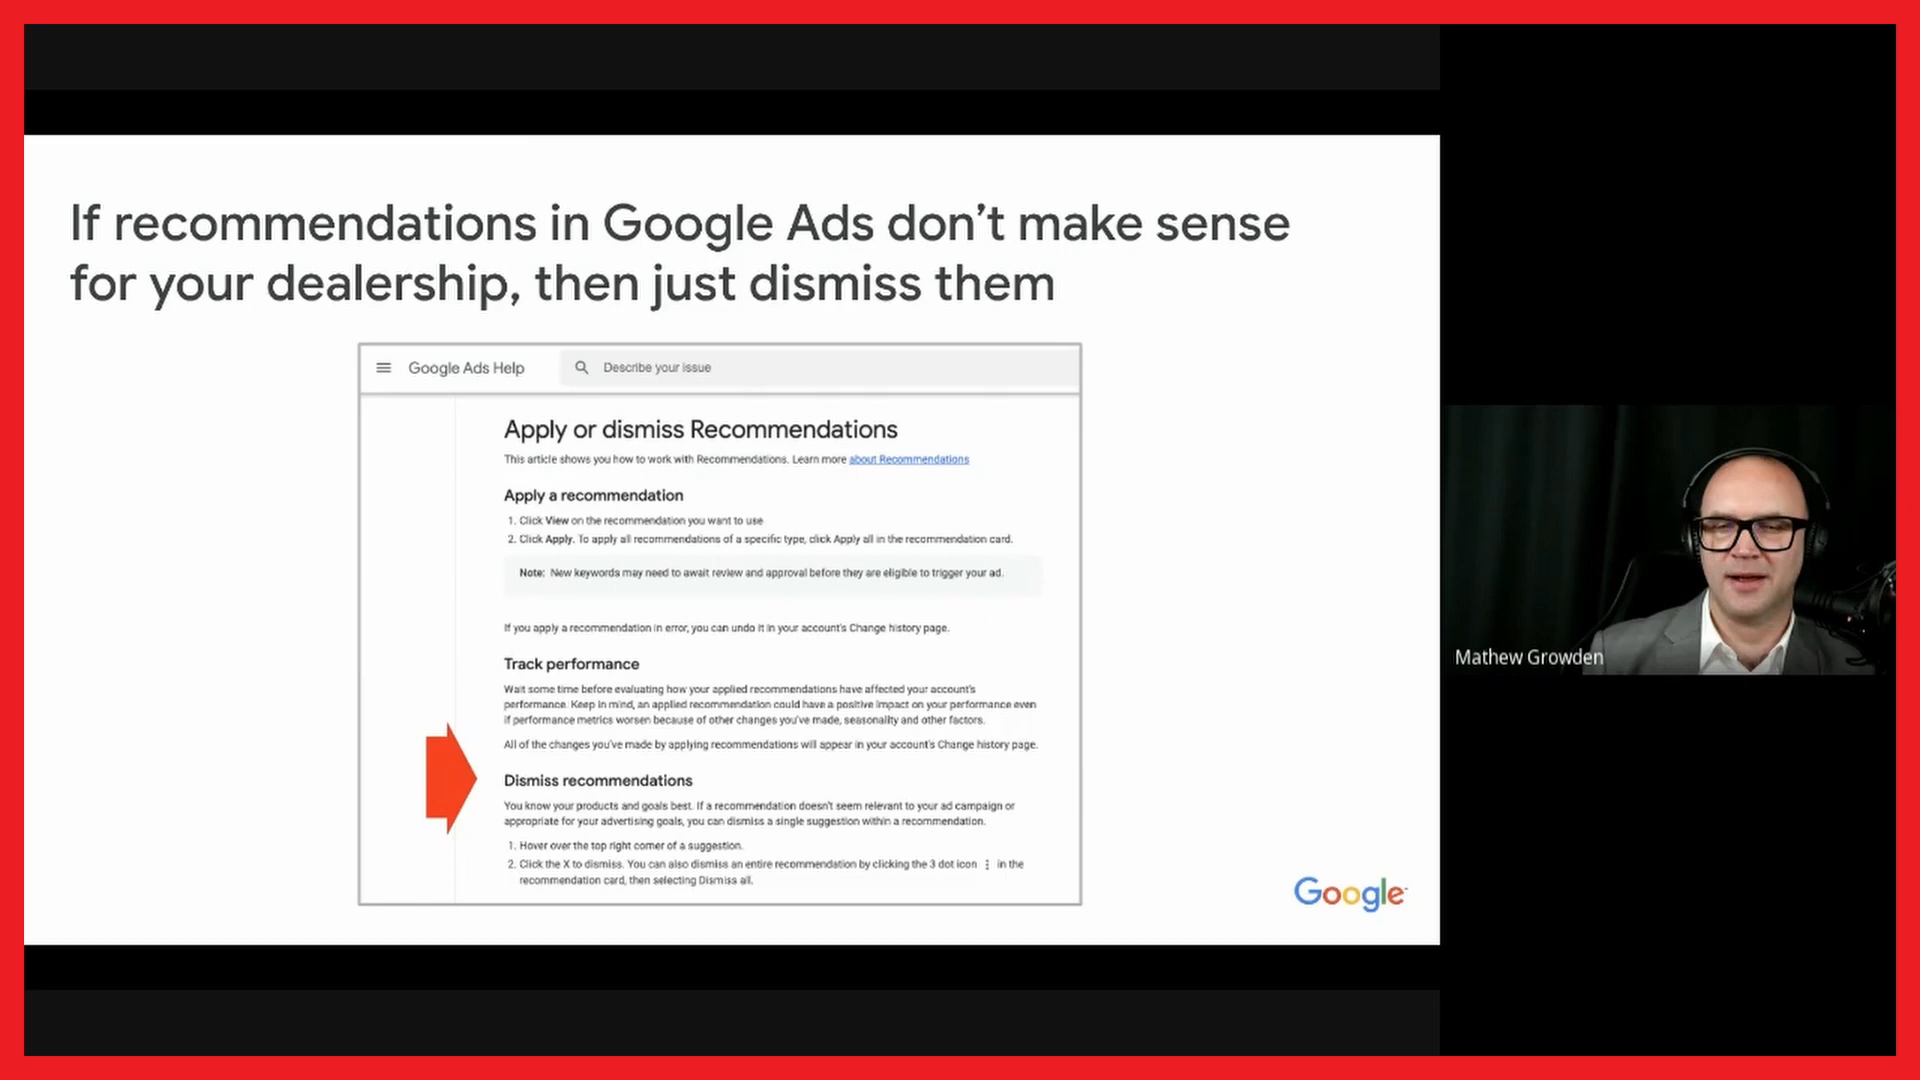 If recommendations in Google Ads don't make sense
for your dealership, then just dismiss them
Google Ads Help
Describe your issue
Apply or dismiss Recommendations
This article shows you how to work with Recommendations. Learn more about Recommendations
Apply a recommendation
1. Click View on the recommendation you want to use
2. Click Apply. To apply all recommendations of a specific type, click Apply all in the recommendation card.
Note: New keywords may need to await review and approval before they are eligible to trigger your ad.
If you apply a recommendation in error, you can undo it in your account's Change history page.
Track performance
Wait some time before evaluating how your applied recommendations have affected your account's
performance. Keep in mind, an applied recommendation could have a positive impact on your performance even
if performance metrics worsen because of other changes you've made, seasonality and other factors.
All of the changes you've made by applying recommendations will appear in your account's Change history page.
Dismiss recommendations
You know your products and goals best. If a recommendation doesn't seem relevant to your ad campaign or
appropriate for your advertising goals, you can dismiss a single suggestion within a recommendation.
1. Hover over the top right corner of a suggestion.
2. Click the X to dismiss. You can also dismiss an entire recommendation by clicking the 3 dot icon ⋮ in the
recommendation card, then selecting Dismiss all.
Google
Mathew Growden